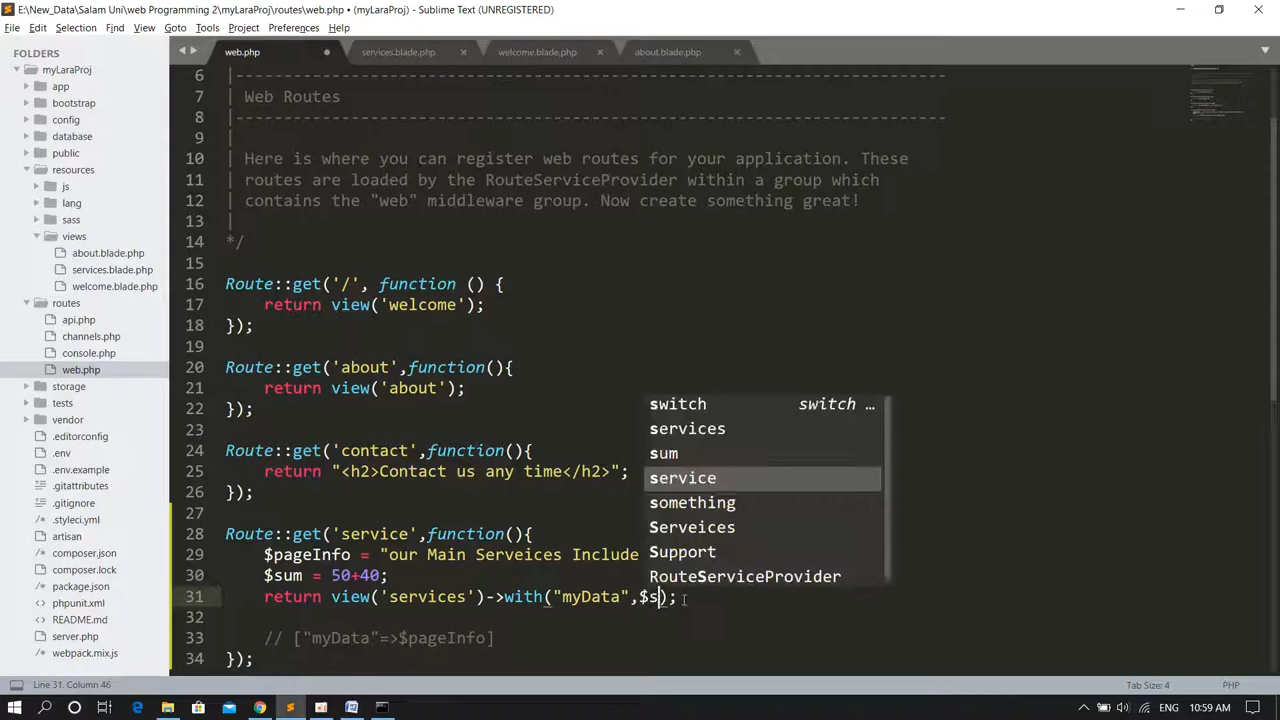 E:\New_Data\Salam Uni\web Programming 2\myLaraProj\routes\web.php • (myLaraProj) - Sublime Text (UNREGISTERED)
File Edit Selection Find View Goto Tools Project Preferences Help
FOLDERS
myLaraProj
app
bootstrap
config
database
public
resources
js
lang
sass
views
about.blade.php
services.blade.php
welcome.blade.php
routes
api.php
channels.php
console.php
web.php
storage
tests
vendor
.editorconfig
.env
.env.example
.gitattributes
.gitignore
.styleci.yml
artisan
composer.json
composer.lock
package.json
phpunit.xml
README.md
server.php
webpack.mix.js
web.php services.blade.php welcome.blade.php about.blade.php
6 |--------------------------------------------------------------------------
7 | Web Routes
8 |--------------------------------------------------------------------------
9 |
10 | Here is where you can register web routes for your application. These
11 | routes are loaded by the RouteServiceProvider within a group which
12 | contains the "web" middleware group. Now create something great!
13 |
14 */
15
16 Route::get('/', function () {
17 return view('welcome');
18 });
19
20 Route::get('about',function(){
21 return view('about');
22 });
23
24 Route::get('contact',function(){
25 return "<h2>Contact us any time</h2>";
26 });
27
28 Route::get('service',function(){
29 $pageInfo = "our Main Serveices Include
30 $sum = 50+40;
31 return view('services')->with("myData",$s);
32
33 // ["myData"=>$pageInfo]
34 });
switch switch …
services
sum
service
something
Serveices
Support
RouteServiceProvider
Line 31, Column 46 Tab Size: 4 PHP
ENG 10:59 AM